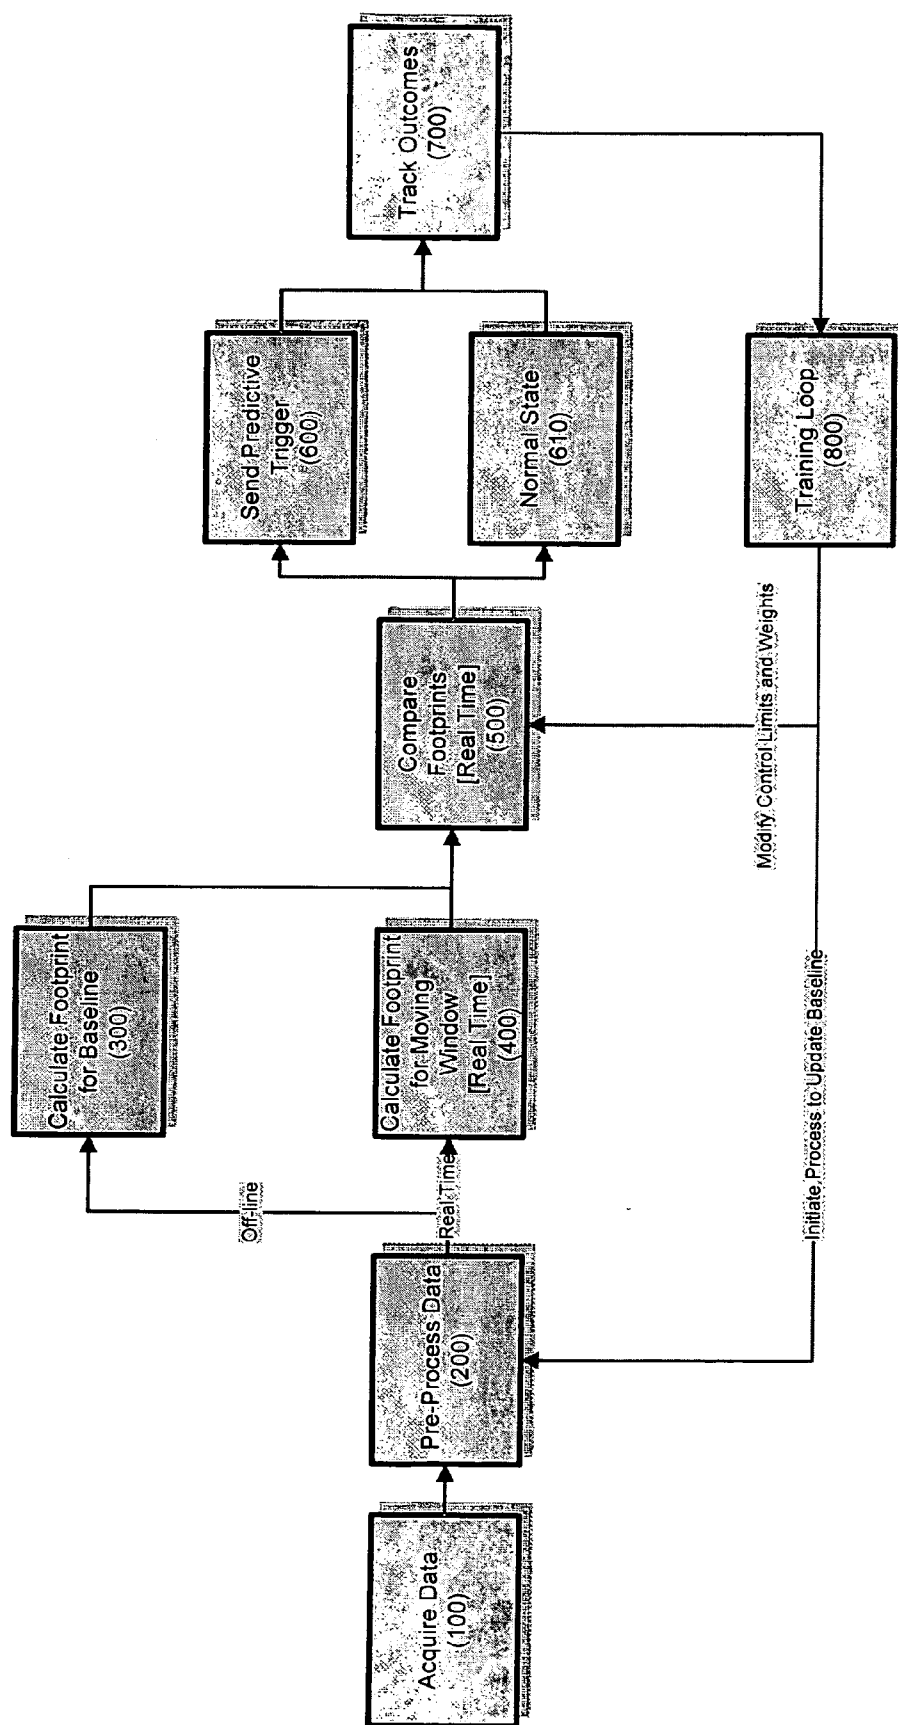 Acquire Data
(100)
Pre-Process Data
(200)
Off-line
Real Time
Calculate Footprint
for Baseline
(300)
Calculate Footprint
for Moving
Window
[Real Time]
(400)
Compare
Footprints
[Real Time]
(500)
Send Predictive
Trigger
(600)
Normal State
(610)
Track Outcomes
(700)
Training Loop
(800)
Modify Control Limits and Weights
Initiate Process to Update Baseline